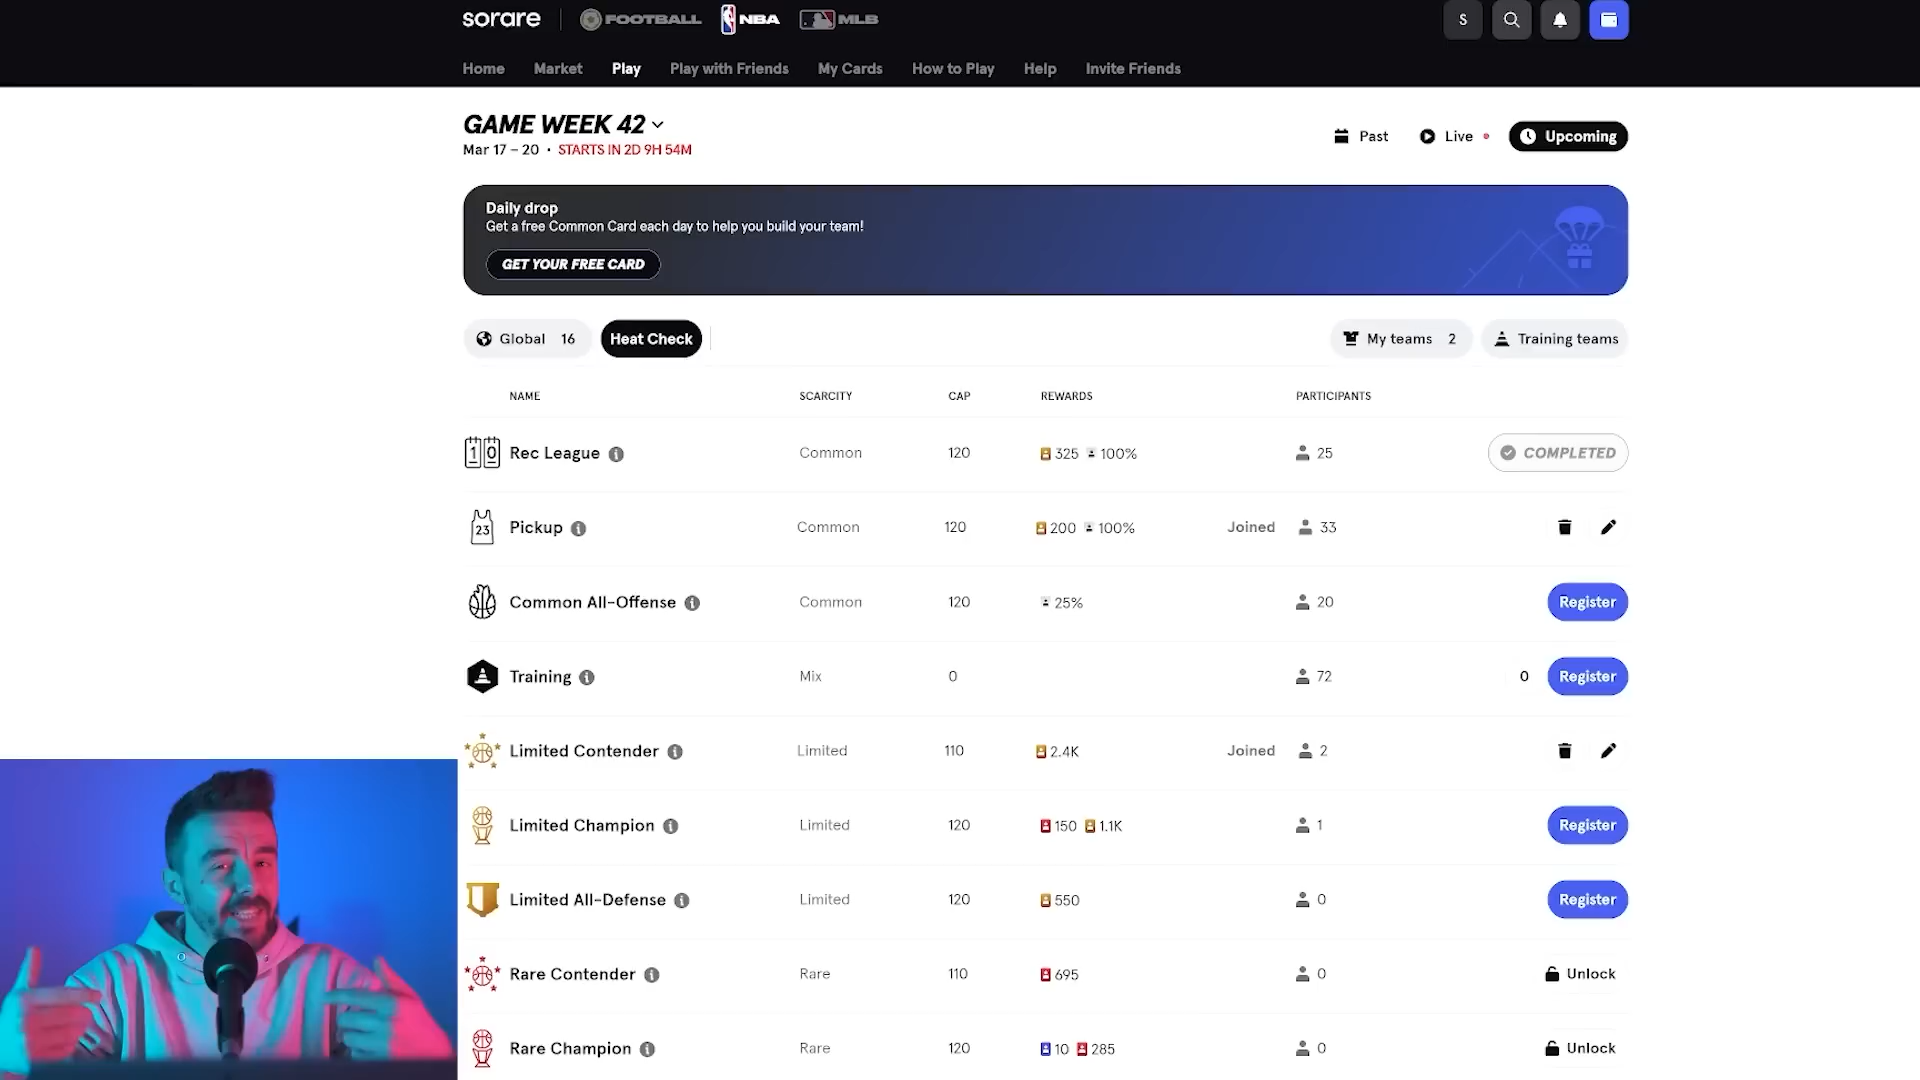 sorare FOOTBALL NBA MLB S
Home Market Play Play with Friends My Cards How to Play Help Invite Friends
GAME WEEK 42
Mar 17 – 20 • STARTS IN 2D 9H 54M
Past Live Upcoming
Daily drop
Get a free Common Card each day to help you build your team!
GET YOUR FREE CARD
Global 16 Heat Check My teams 2 Training teams
NAME SCARCITY CAP REWARDS PARTICIPANTS
10 Rec League Common 120 325 100% 25 COMPLETED
23 Pickup Common 120 200 100% Joined 33
Common All-Offense Common 120 25% 20 Register
Training Mix 0 72 0 Register
Limited Contender Limited 110 2.4K Joined 2
Limited Champion Limited 120 150 1.1K 1 Register
Limited All-Defense Limited 120 550 0 Register
Rare Contender Rare 110 695 0 Unlock
Rare Champion Rare 120 10 285 0 Unlock